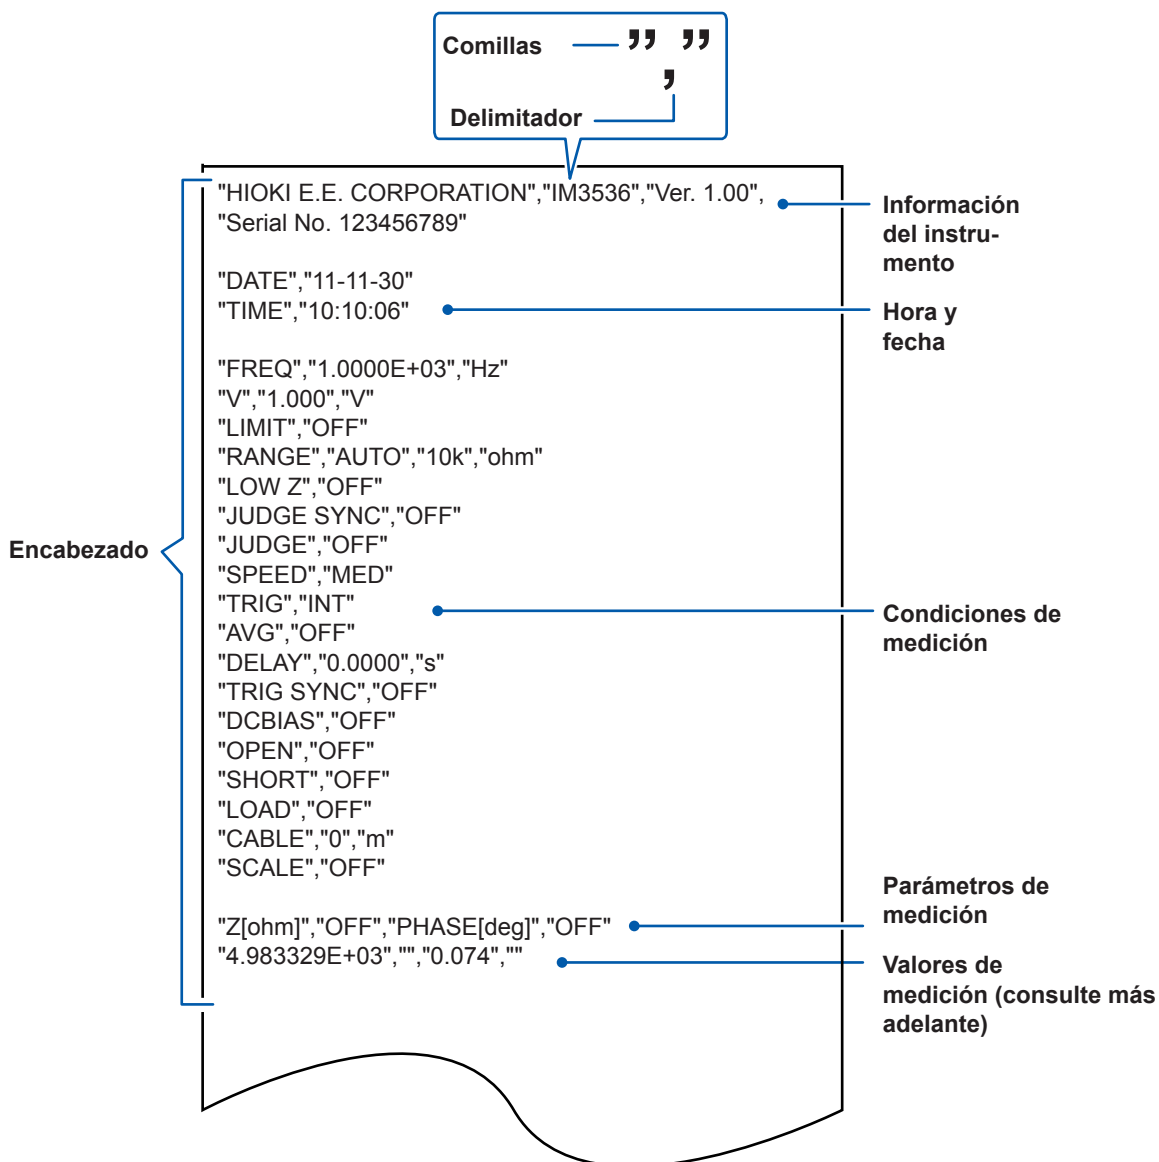 Comillas ” ”
,
Delimitador
"HIOKI E.E. CORPORATION","IM3536","Ver. 1.00",
"Serial No. 123456789"
Información
del instru-
mento
"DATE","11-11-30"
"TIME","10:10:06"
Hora y
fecha
"FREQ","1.0000E+03","Hz"
"V","1.000","V"
"LIMIT","OFF"
"RANGE","AUTO","10k","ohm"
"LOW Z","OFF"
"JUDGE SYNC","OFF"
"JUDGE","OFF"
"SPEED","MED"
"TRIG","INT"
"AVG","OFF"
"DELAY","0.0000","s"
"TRIG SYNC","OFF"
"DCBIAS","OFF"
"OPEN","OFF"
"SHORT","OFF"
"LOAD","OFF"
"CABLE","0","m"
"SCALE","OFF"
Encabezado
Condiciones de
medición
"Z[ohm]","OFF","PHASE[deg]","OFF"
"4.983329E+03","","0.074",""
Parámetros de
medición
Valores de
medición (consulte más
adelante)